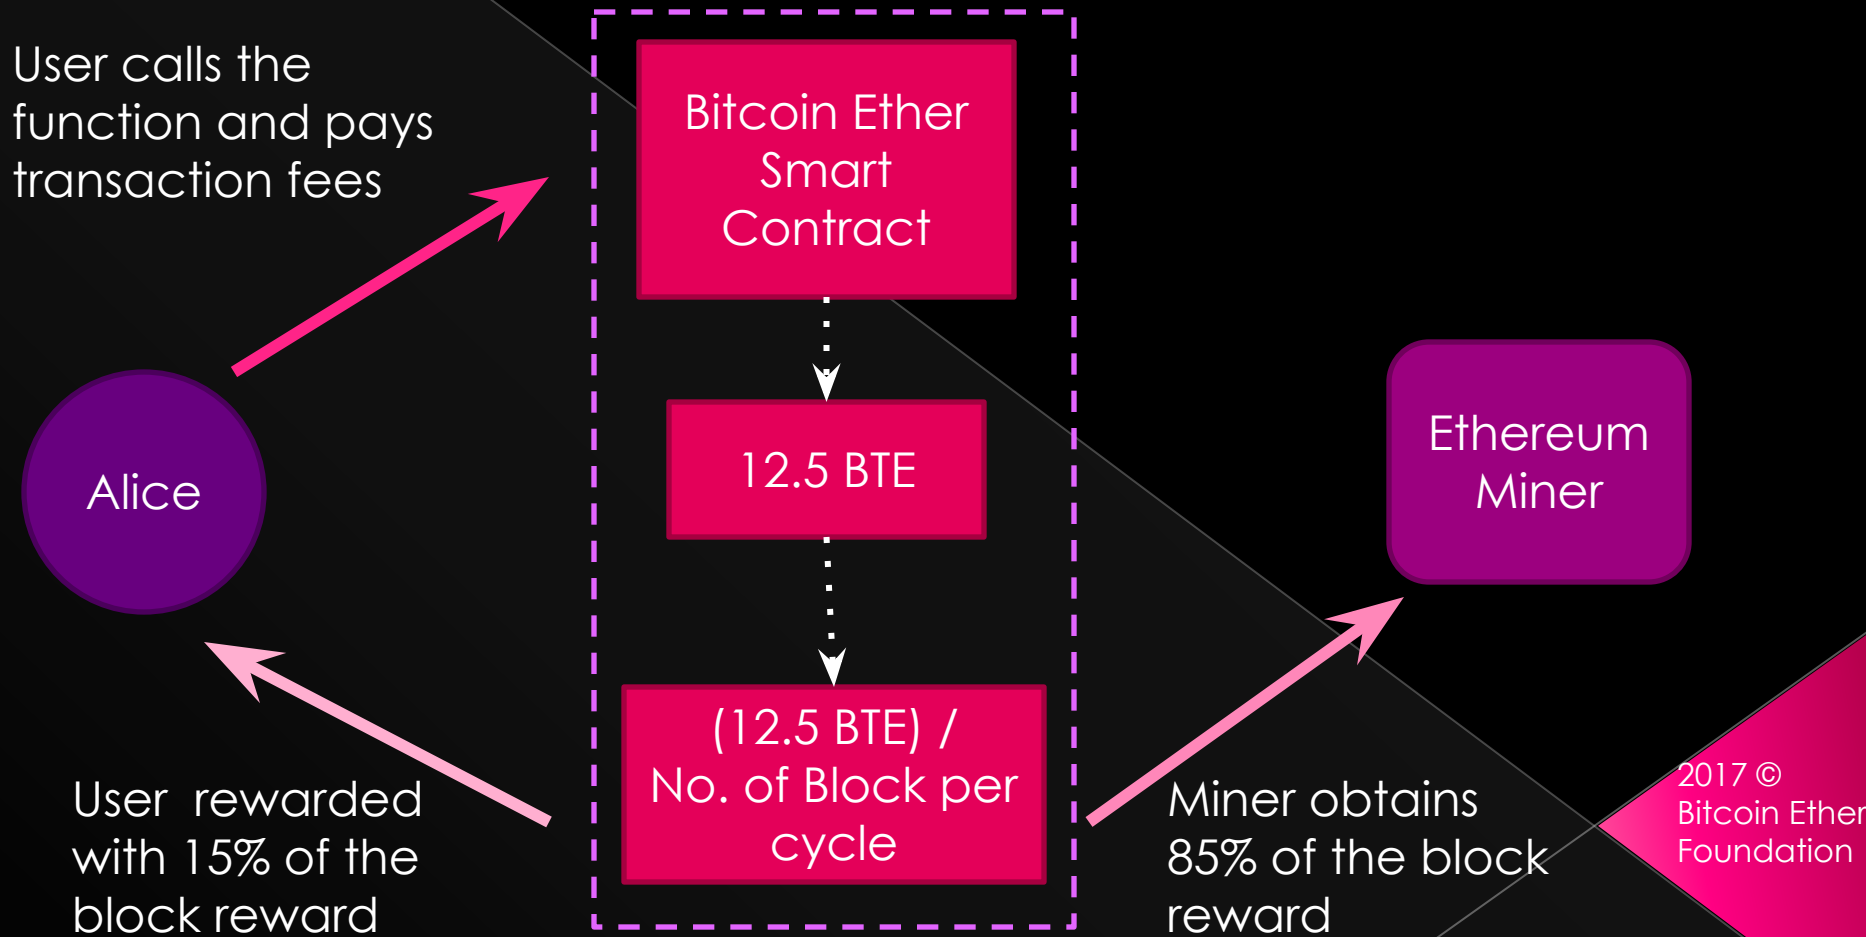 User calls the
function and pays
transaction fees
Bitcoin Ether
Smart
Contract
12.5 BTE
Alice
Ethereum
Miner
(12.5 BTE) /
No. of Block per
cycle
User rewarded
with 15% of the
block reward
Miner obtains
85% of the block
reward
2017 ©
Bitcoin Ether
Foundation